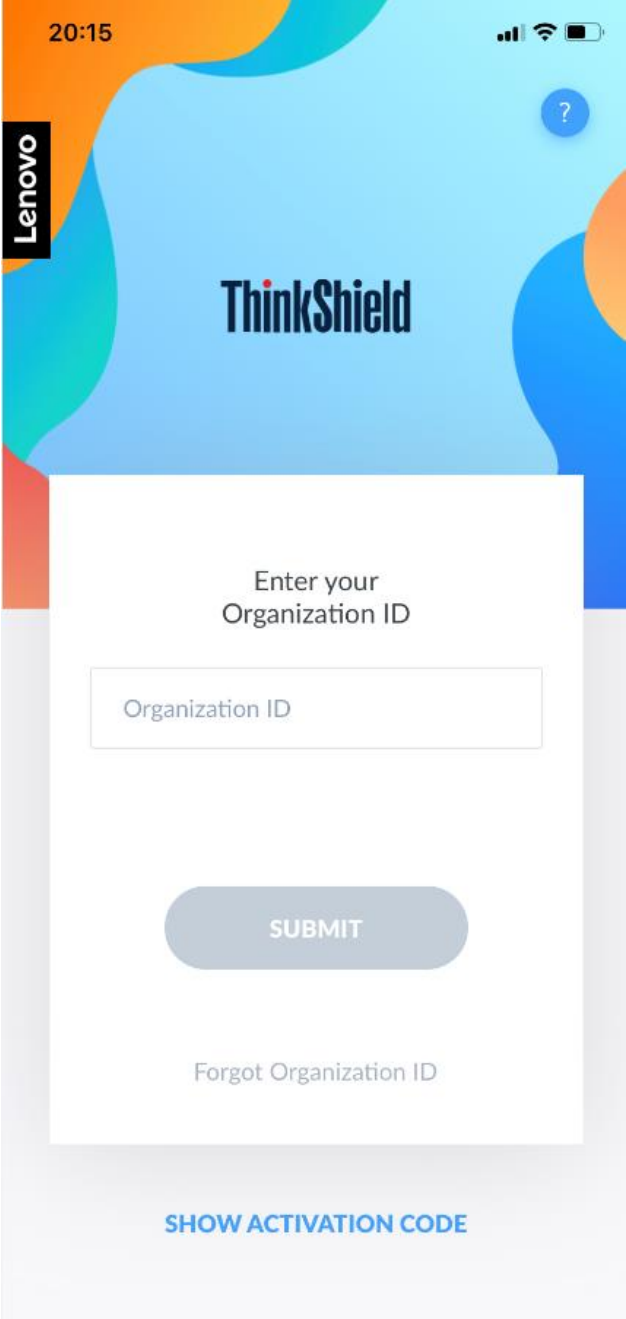 20:15
?
Lenovo
ThinkShield
Enter your
Organization ID
Organization ID
SUBMIT
Forgot Organization ID
SHOW ACTIVATION CODE